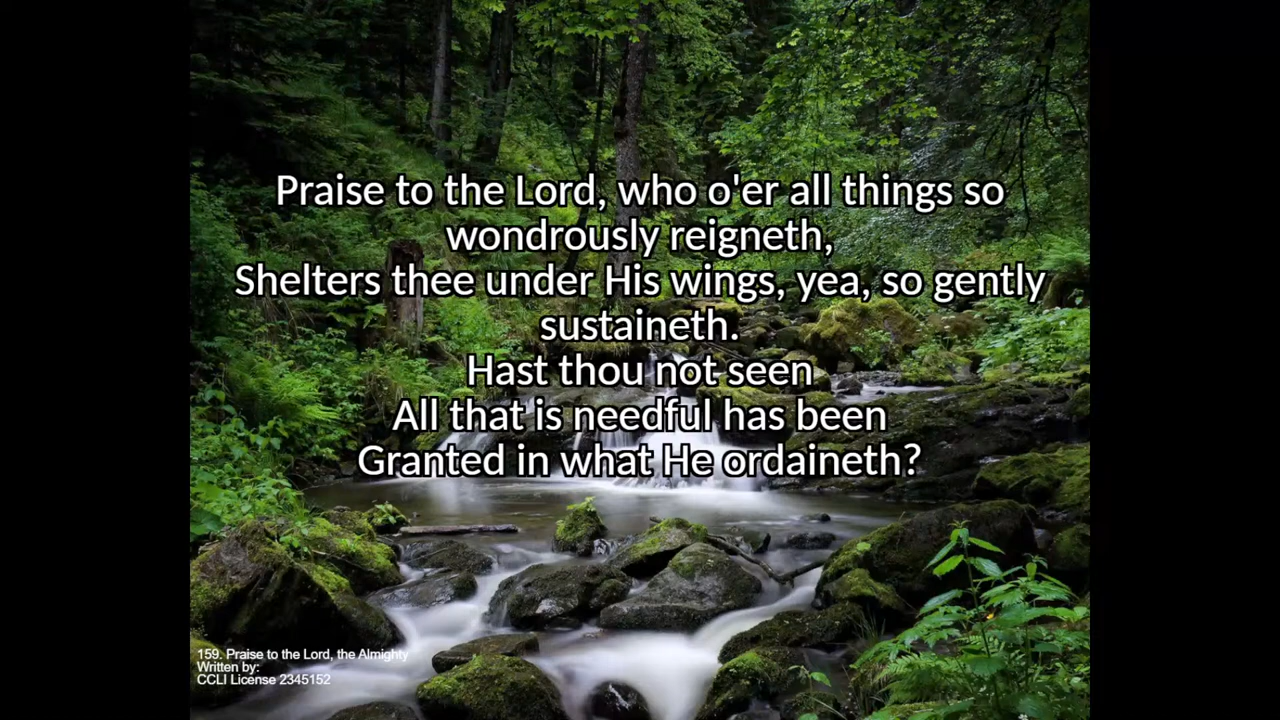 Praise to the Lord, who o'er all things so
wondrously reigneth,
Shelters thee under His wings, yea, so gently
sustaineth.
Hast thou not seen
All that is needful has been
Granted in what He ordaineth?
159. Praise to the Lord, the Almighty
Written by:
CCLI License 2345152